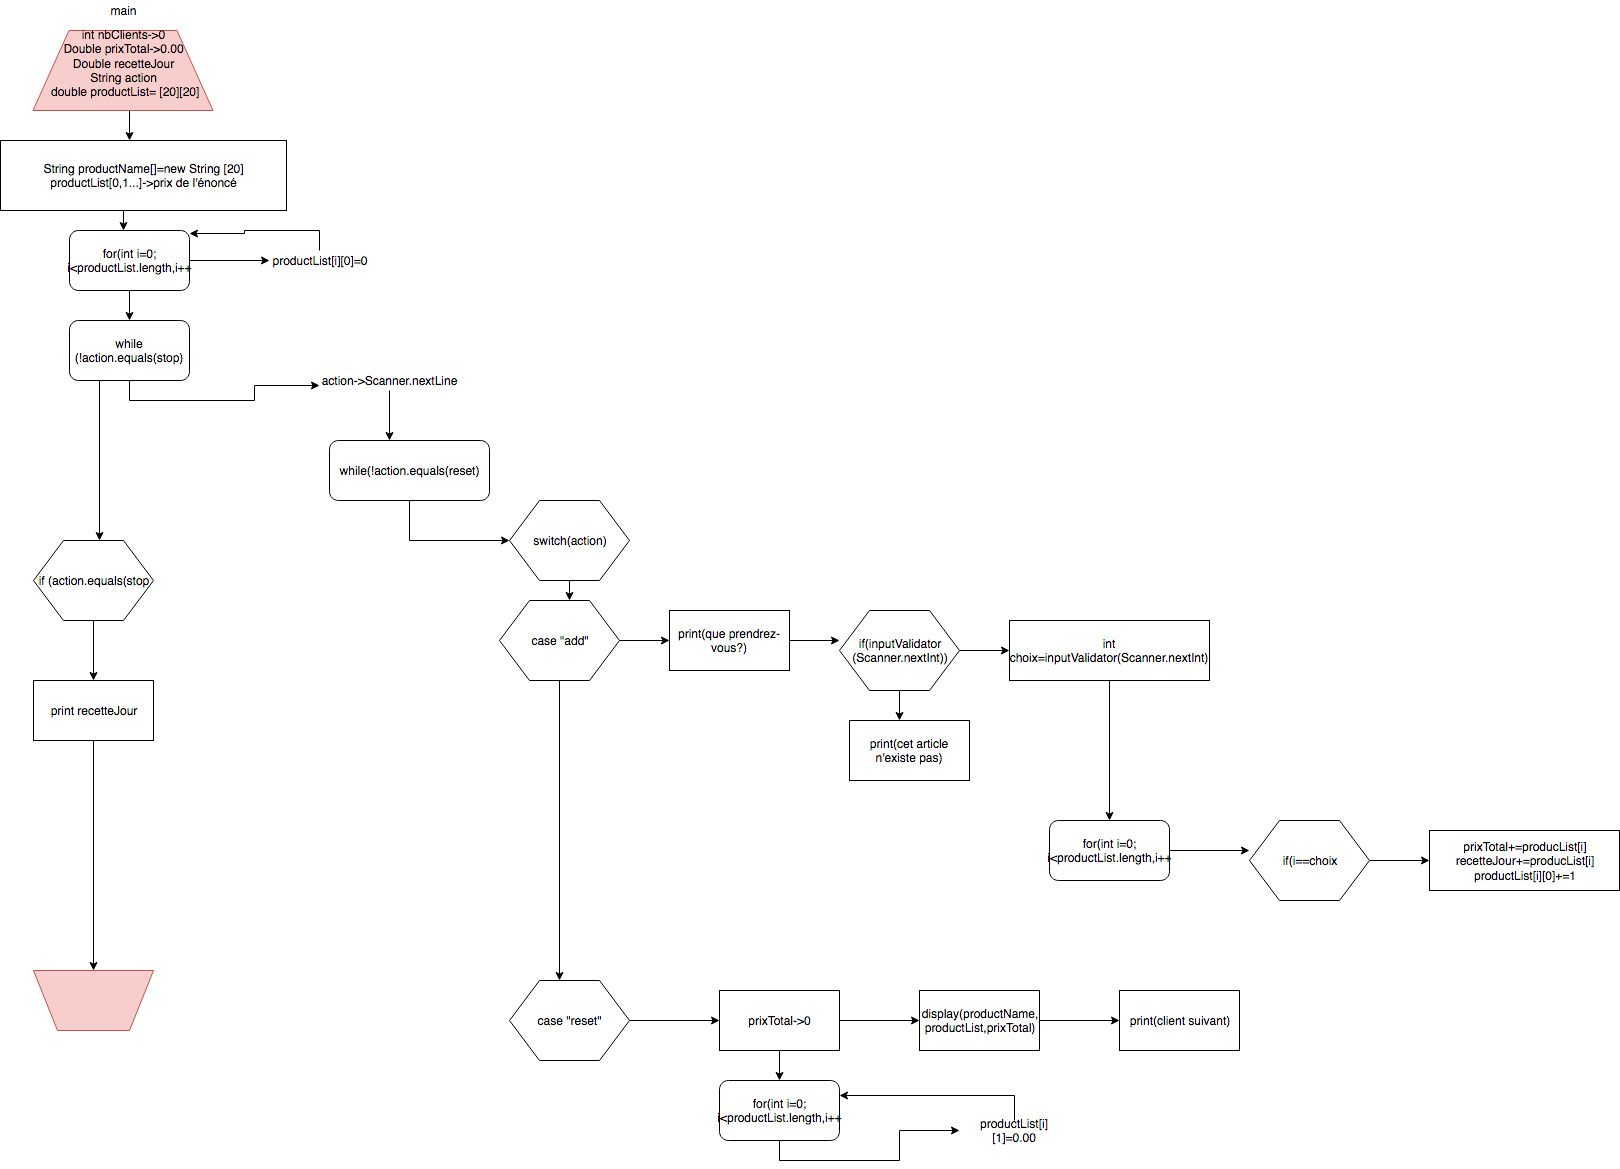 main
int nbClients->0
Double prixTotal->0.00
Double recetteJour
String action
double productList= [20][20]
String productName[]=new String [20]
productList[0,1...]->prix de l'énoncé
for(int i=0;
i<productList.length,i++
productList[i][0]=0
while
(!action.equals(stop)
action->Scanner.nextLine
while(!action.equals(reset)
switch(action)
if (action.equals(stop
case "add"
print(que prendrez-
vous?)
if(inputValidator
(Scanner.nextInt))
int
choix=inputValidator(Scanner.nextInt)
print recetteJour
print(cet article
n'existe pas)
for(int i=0;
i<productList.length,i++
if(i==choix
prixTotal+=producList[i]
recetteJour+=producList[i]
productList[i][0]+=1
case "reset"
prixTotal->0
display(productName,
productList,prixTotal)
print(client suivant)
for(int i=0;
i<productList.length,i++
productList[i]
[1]=0.00